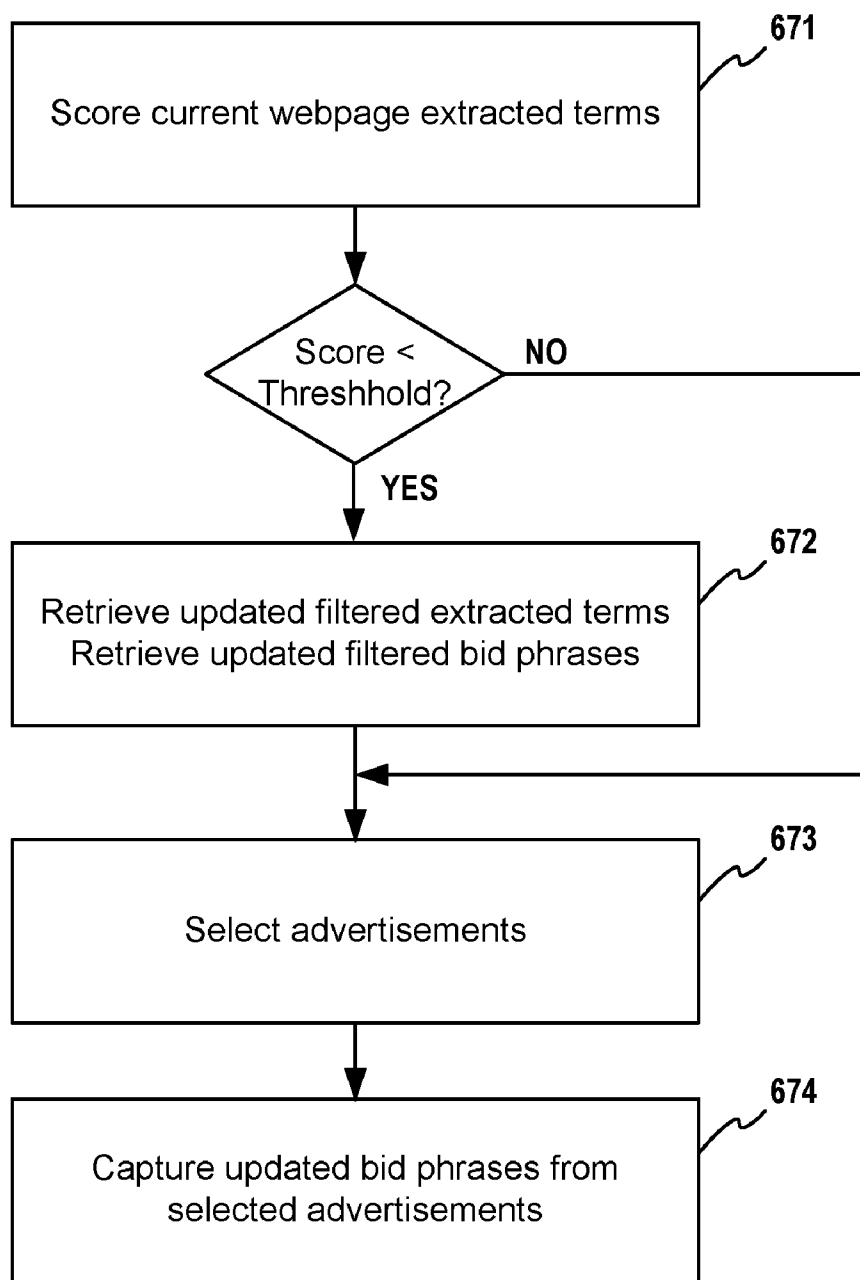 671
Score current webpage extracted terms
Score <
Threshhold?
NO
YES
672
Retrieve updated filtered extracted terms
Retrieve updated filtered bid phrases
673
Select advertisements
674
Capture updated bid phrases from
selected advertisements